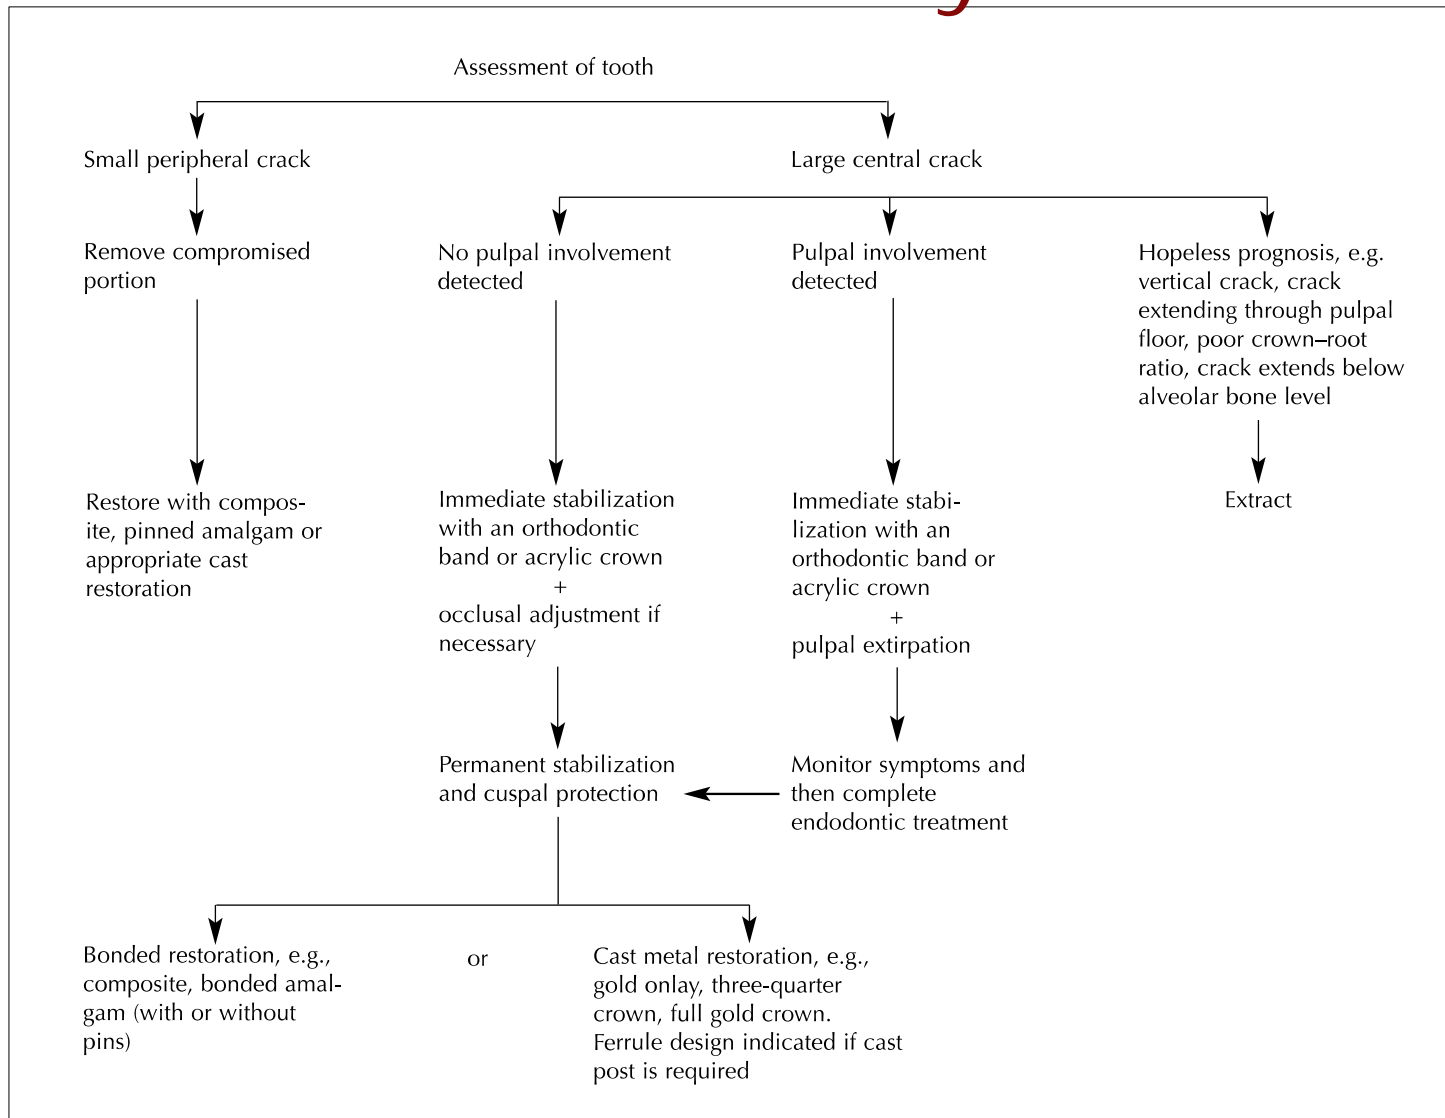 Assessment of tooth
Small peripheral crack
Large central crack
Remove compromised
portion
No pulpal involvement
detected
Pulpal involvement
detected
Hopeless prognosis, e.g.
vertical crack, crack
extending through pulpal
floor, poor crown–root
ratio, crack extends below
alveolar bone level
Restore with compos-
ite, pinned amalgam or
appropriate cast
restoration
Immediate stabilization
with an orthodontic
band or acrylic crown
+
occlusal adjustment if
necessary
Immediate stabi-
lization with an
orthodontic band or
acrylic crown
+
pulpal extirpation
Extract
Permanent stabilization
and cuspal protection
Monitor symptoms and
then complete
endodontic treatment
Bonded restoration, e.g.,
composite, bonded amal-
gam (with or without
pins)
or
Cast metal restoration, e.g.,
gold onlay, three-quarter
crown, full gold crown.
Ferrule design indicated if cast
post is required